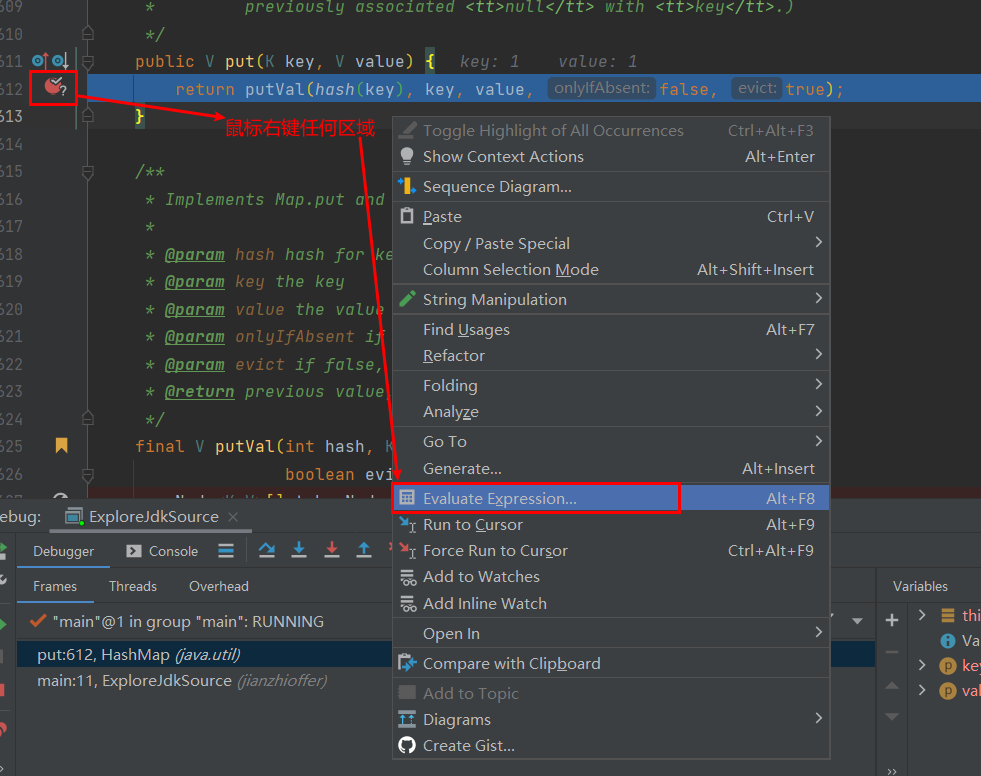 609 * previously associated <tt>null</tt> with <tt>key</tt>.)
610 */
611 public V put(K key, V value) { key: 1 value: 1
612 return putVal(hash(key), key, value, onlyIfAbsent: false, evict: true);
613 }
鼠标右键任何区域
614
615 /**
616 * Implements Map.put and
617 *
618 * @param hash hash for ke
619 * @param key the key
620 * @param value the value
621 * @param onlyIfAbsent if
622 * @param evict if false,
623 * @return previous value,
624 */
625 final V putVal(int hash, K
626 boolean evi
Toggle Highlight of All Occurrences Ctrl+Alt+F3
Show Context Actions Alt+Enter
Sequence Diagram...
Paste Ctrl+V
Copy / Paste Special
Column Selection Mode Alt+Shift+Insert
String Manipulation
Find Usages Alt+F7
Refactor
Folding
Analyze
Go To
Generate... Alt+Insert
Evaluate Expression... Alt+F8
Run to Cursor Alt+F9
Force Run to Cursor Ctrl+Alt+F9
Add to Watches
Add Inline Watch
Open In
Compare with Clipboard
Add to Topic
Diagrams
Create Gist...
ebug: ExploreJdkSource
Debugger Console
Frames Threads Overhead
"main"@1 in group "main": RUNNING
put:612, HashMap (java.util)
main:11, ExploreJdkSource (jianzhioffer)
Variables
thi
Va
key
val